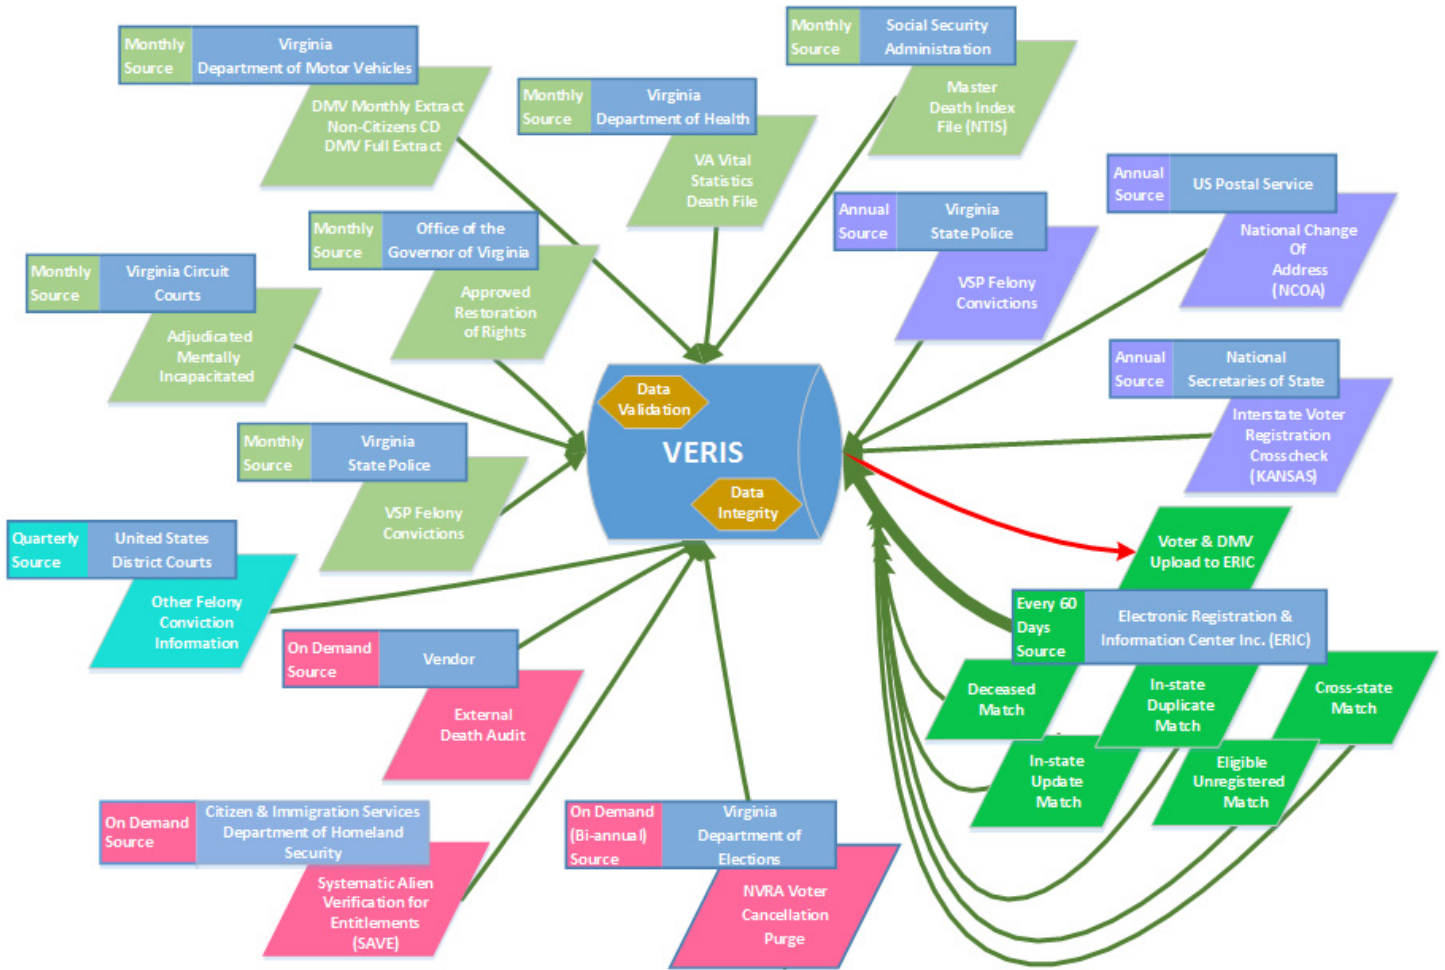 Monthly
Source
Virginia
Department of Motor Vehicles
DMV Monthly Extract
Non-Citizens CD
DMV Full Extract
Monthly
Source
Virginia
Department of Health
VA Vital
Statistics
Death File
Monthly
Source
Social Security
Administration
Master
Death Index
File (NTIS)
Annual
Source
US Postal Service
National Change
Of
Address
(NCOA)
Annual
Source
Virginia
State Police
VSP Felony
Convictions
Monthly
Source
Office of the
Governor of Virginia
Approved
Restoration
of Rights
Monthly
Source
Virginia Circuit
Courts
Adjudicated
Mentally
Incapacitated
Annual
Source
National
Secretaries of State
Interstate Voter
Registration
Crosscheck
(KANSAS)
Data
Validation
VERIS
Data
Integrity
Monthly
Source
Virginia
State Police
VSP Felony
Convictions
Quarterly
Source
United States
District Courts
Other Felony
Conviction
Information
Voter & DMV
Upload to ERIC
Every 60
Days
Source
Electronic Registration &
Information Center Inc. (ERIC)
Deceased
Match
In-state
Duplicate
Match
Cross-state
Match
In-state
Update
Match
Eligible
Unregistered
Match
On Demand
Source
Vendor
External
Death Audit
On Demand
Source
Citizen & Immigration Services
Department of Homeland
Security
Systematic Alien
Verification for
Entitlements
(SAVE)
On Demand
(Bi-annual)
Source
Virginia
Department of
Elections
NVRA Voter
Cancellation
Purge